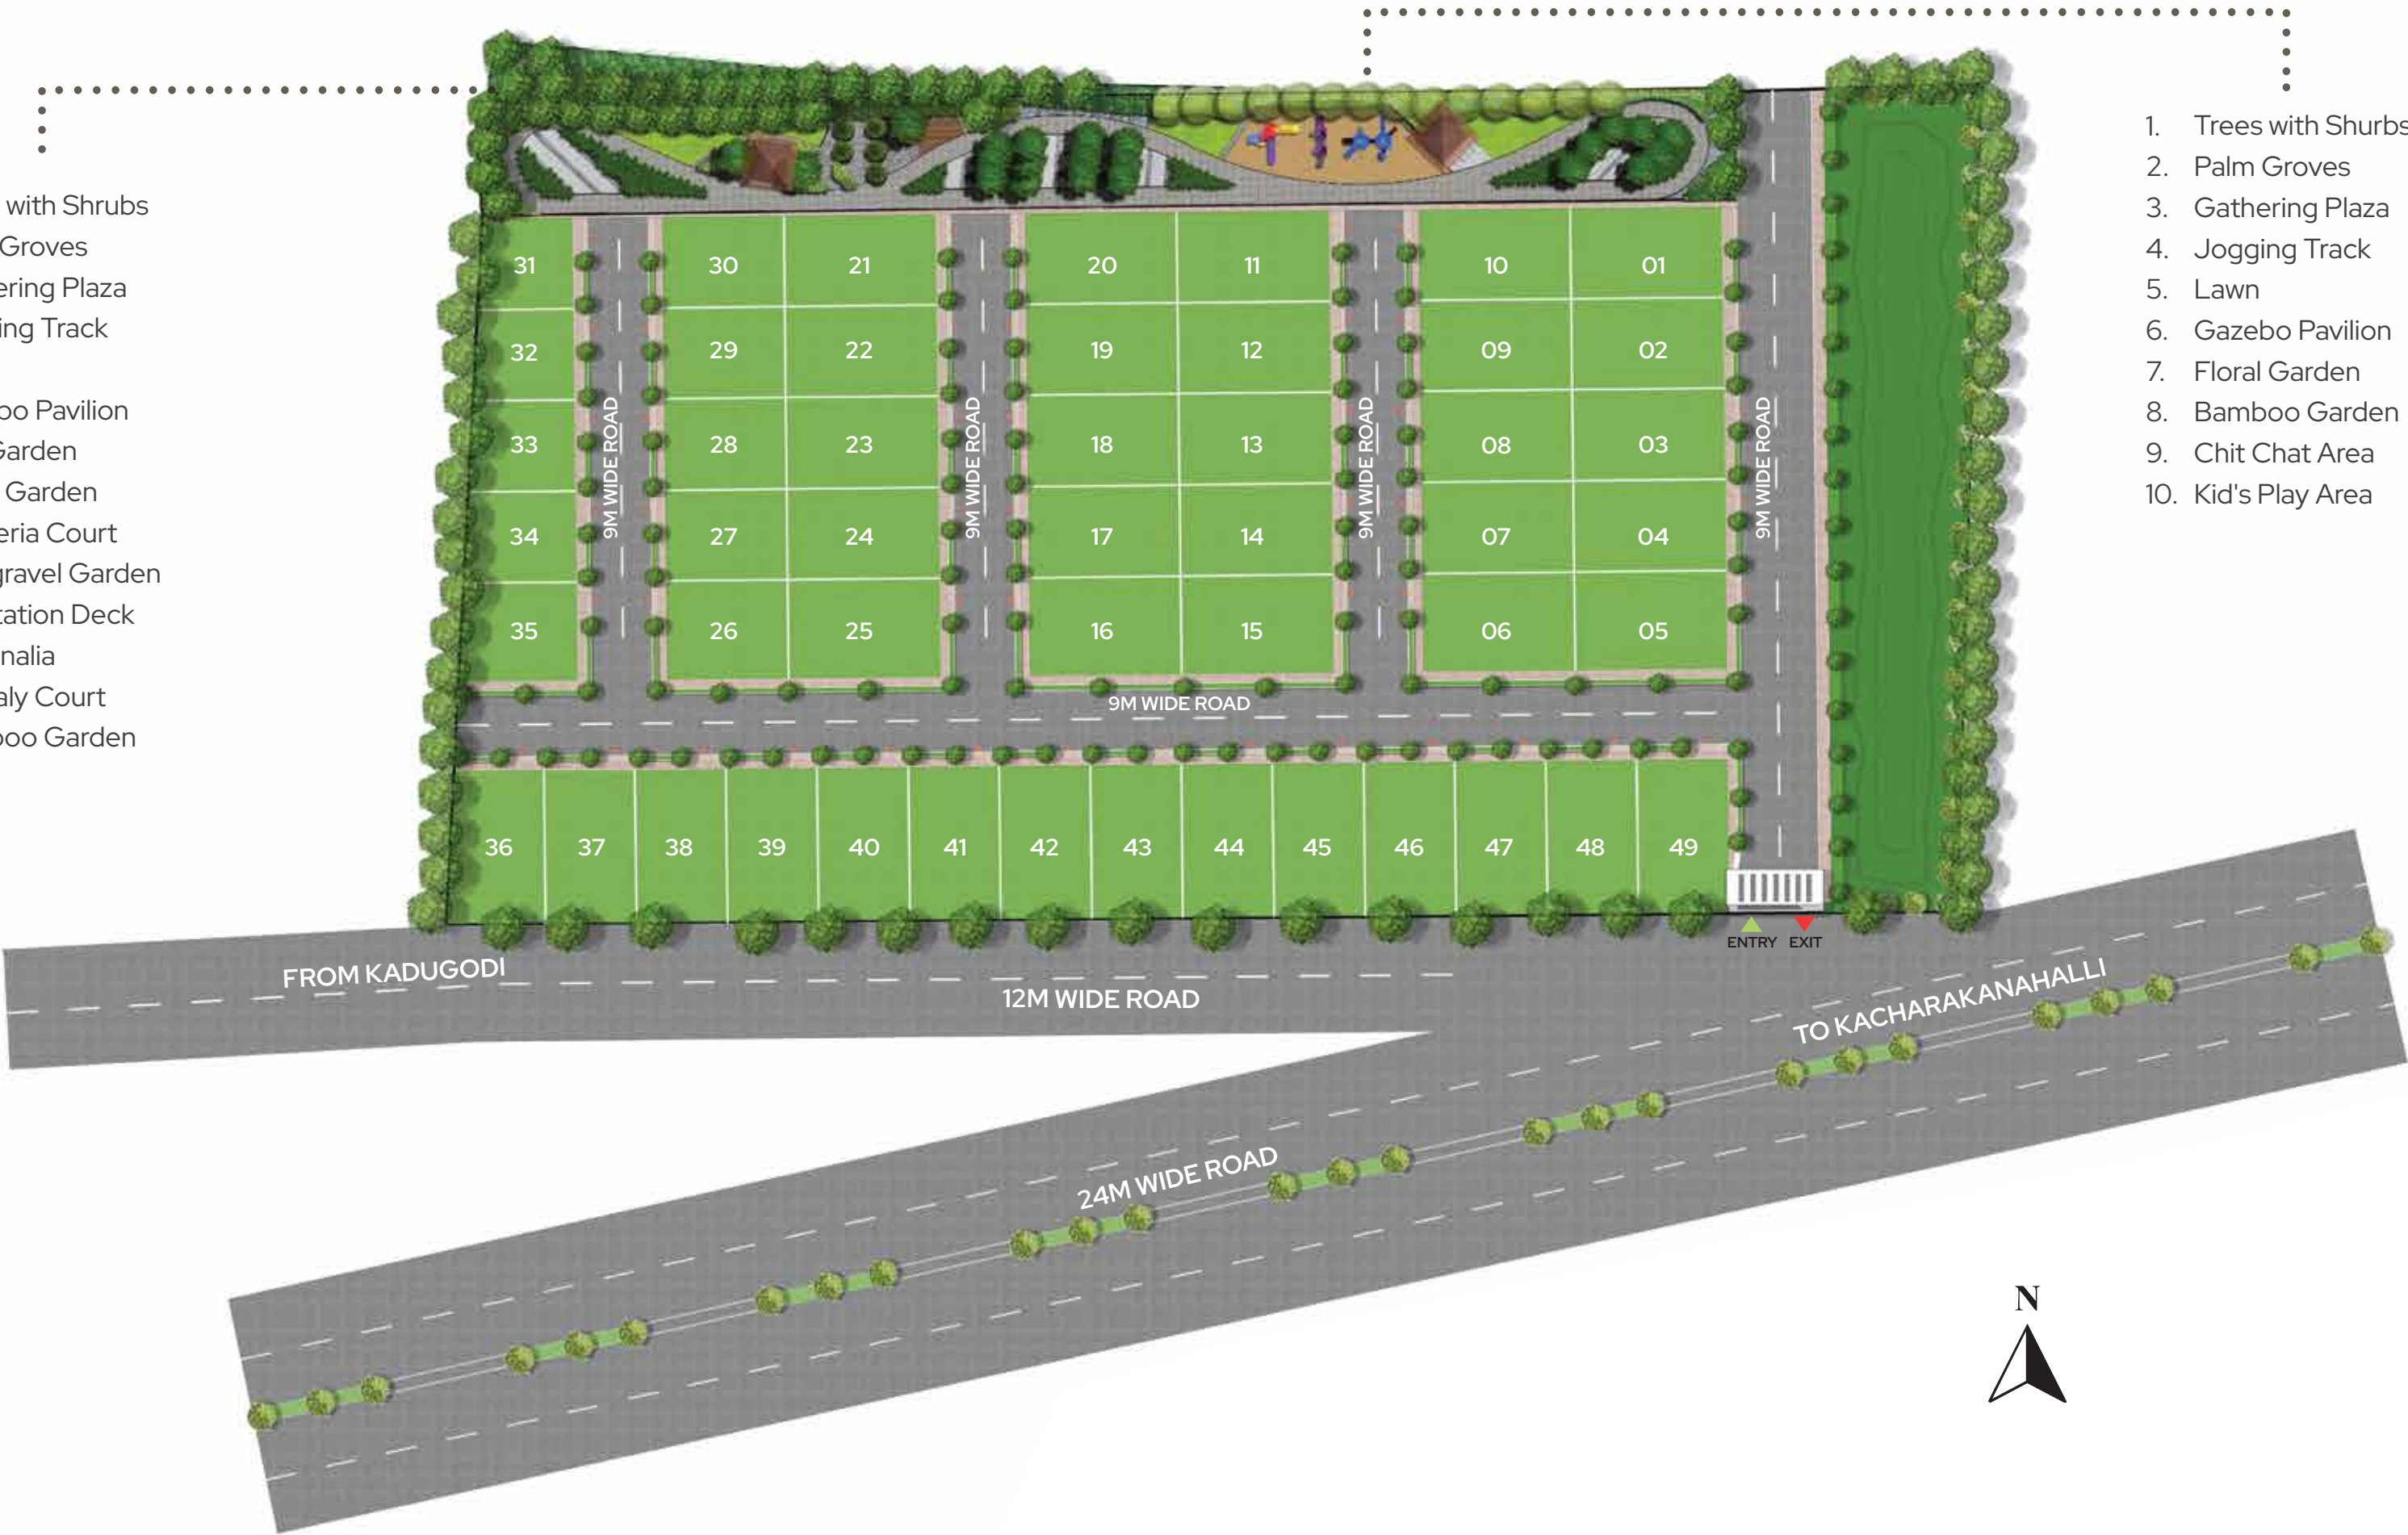 with Shrubs
Groves
ering Plaza
ing Track
bo Pavilion
Garden
Garden
eria Court
gravel Garden
tation Deck
nalia
aly Court
boo Garden
1. Trees with Shurbs
2. Palm Groves
3. Gathering Plaza
4. Jogging Track
5. Lawn
6. Gazebo Pavilion
7. Floral Garden
8. Bamboo Garden
9. Chit Chat Area
10. Kid's Play Area
31 30 21 20 11 10 01
32 29 22 19 12 09 02
33 28 23 18 13 08 03
9M WIDE ROAD
9M WIDE ROAD
9M WIDE ROAD
9M WIDE ROAD
34 27 24 17 14 07 04
35 26 25 16 15 06 05
9M WIDE ROAD
36 37 38 39 40 41 42 43 44 45 46 47 48 49
ENTRY EXIT
FROM KADUGODI
12M WIDE ROAD
TO KACHARAKANAHALLI
24M WIDE ROAD
N